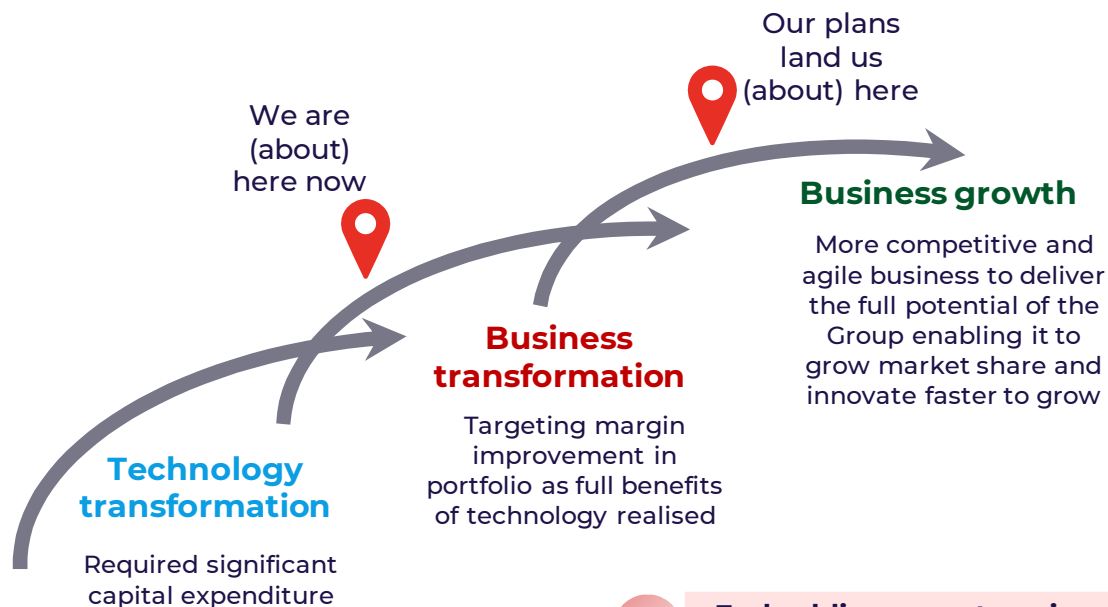 Our plans
land us
(about) here
We are
(about)
here now
Business growth
More competitive and
agile business to deliver
the full potential of the
Group enabling it to
grow market share and
innovate faster to grow
Business
transformation
Targeting margin
improvement in
portfolio as full benefits
of technology realised
Technology
transformation
Required significant
capital expenditure